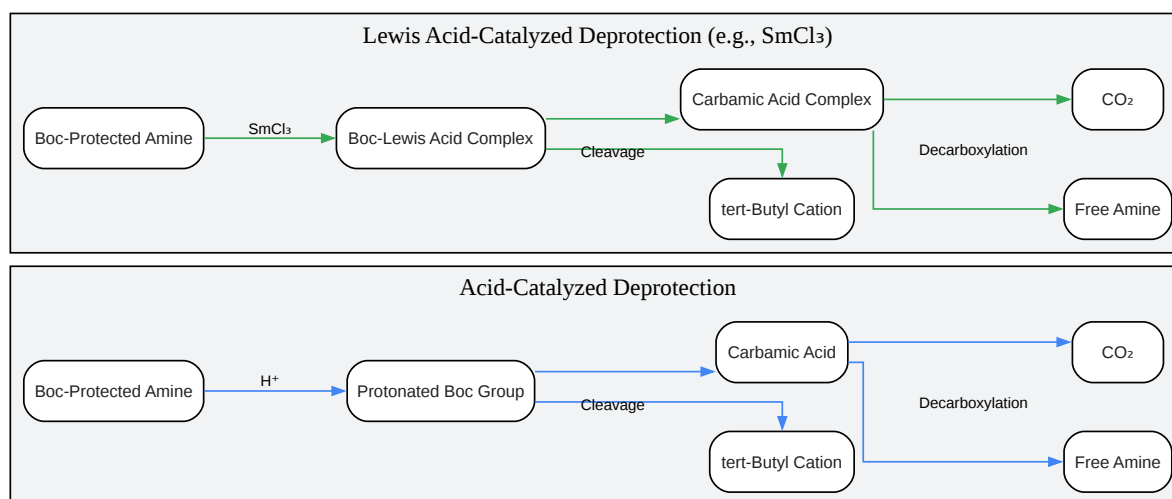 Lewis Acid-Catalyzed Deprotection (e.g., SmCl₃)
Carbamic Acid Complex
CO₂
Boc-Protected Amine
SmCl₃
Boc-Lewis Acid Complex
Cleavage
Decarboxylation
tert-Butyl Cation
Free Amine
Acid-Catalyzed Deprotection
Carbamic Acid
CO₂
Boc-Protected Amine
H⁺
Protonated Boc Group
Cleavage
Decarboxylation
tert-Butyl Cation
Free Amine